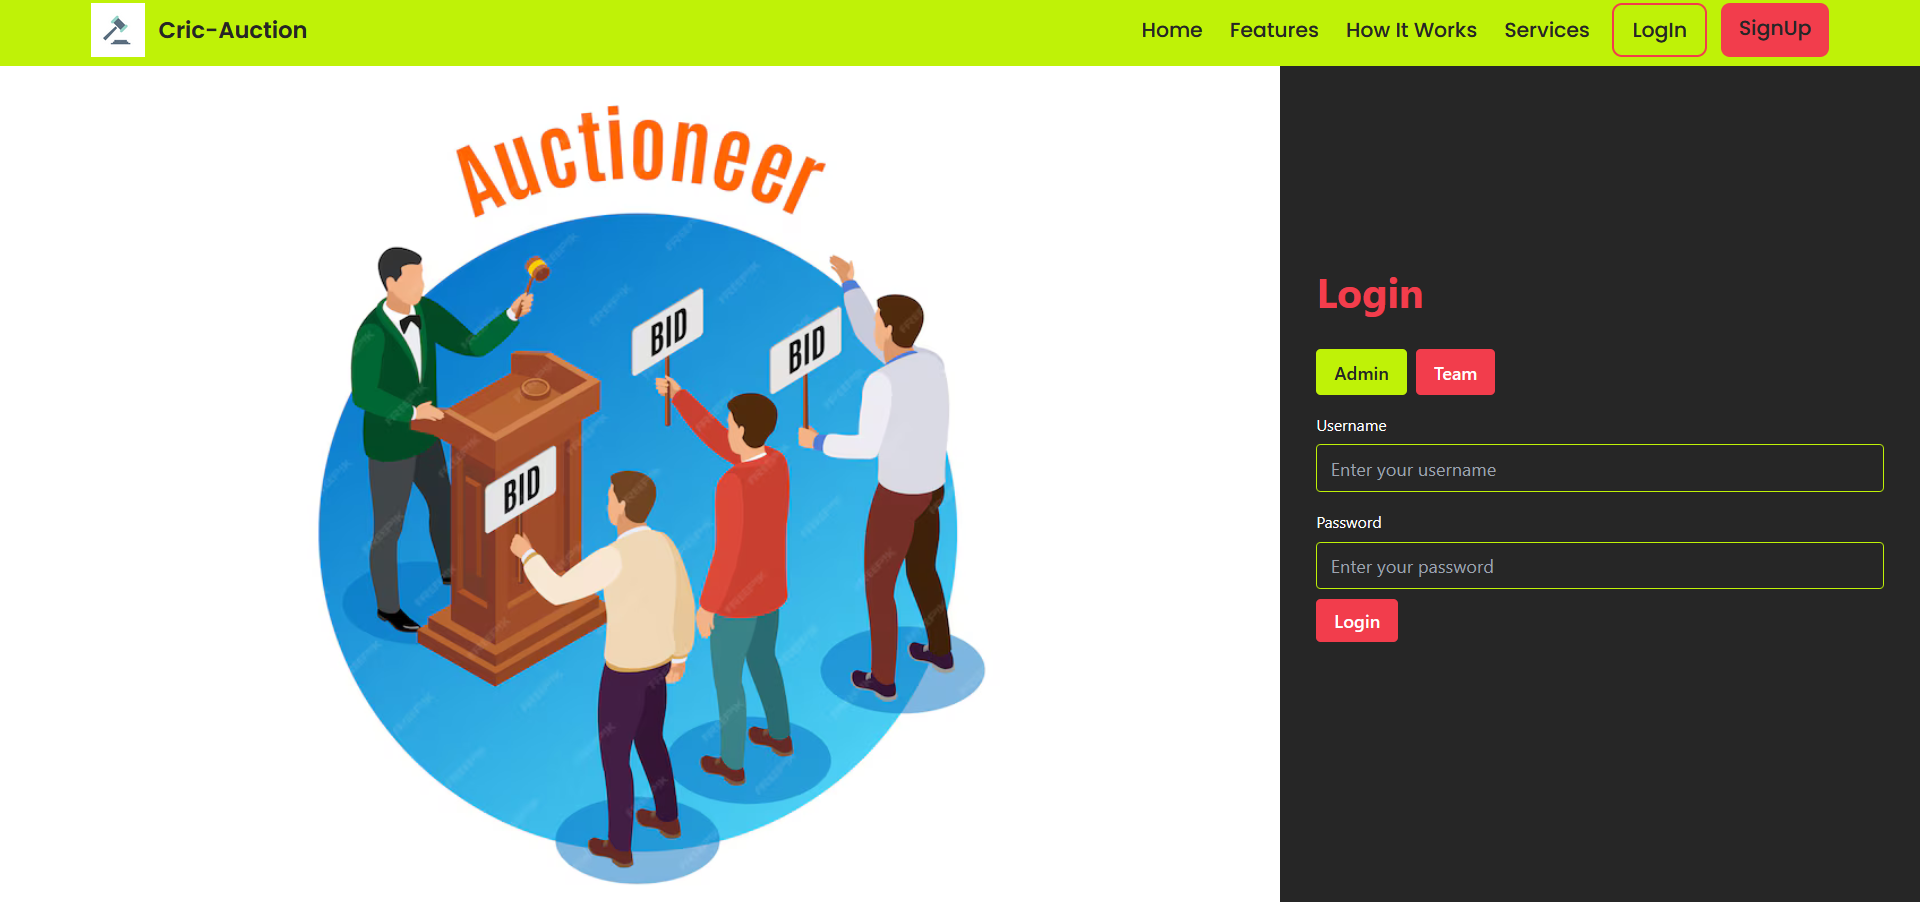 Cric-Auction
Home Features How It Works Services LogIn SignUp
Auctioneer
BID
BID
BID
Login
Admin Team
Username
Enter your username
Password
Enter your password
Login